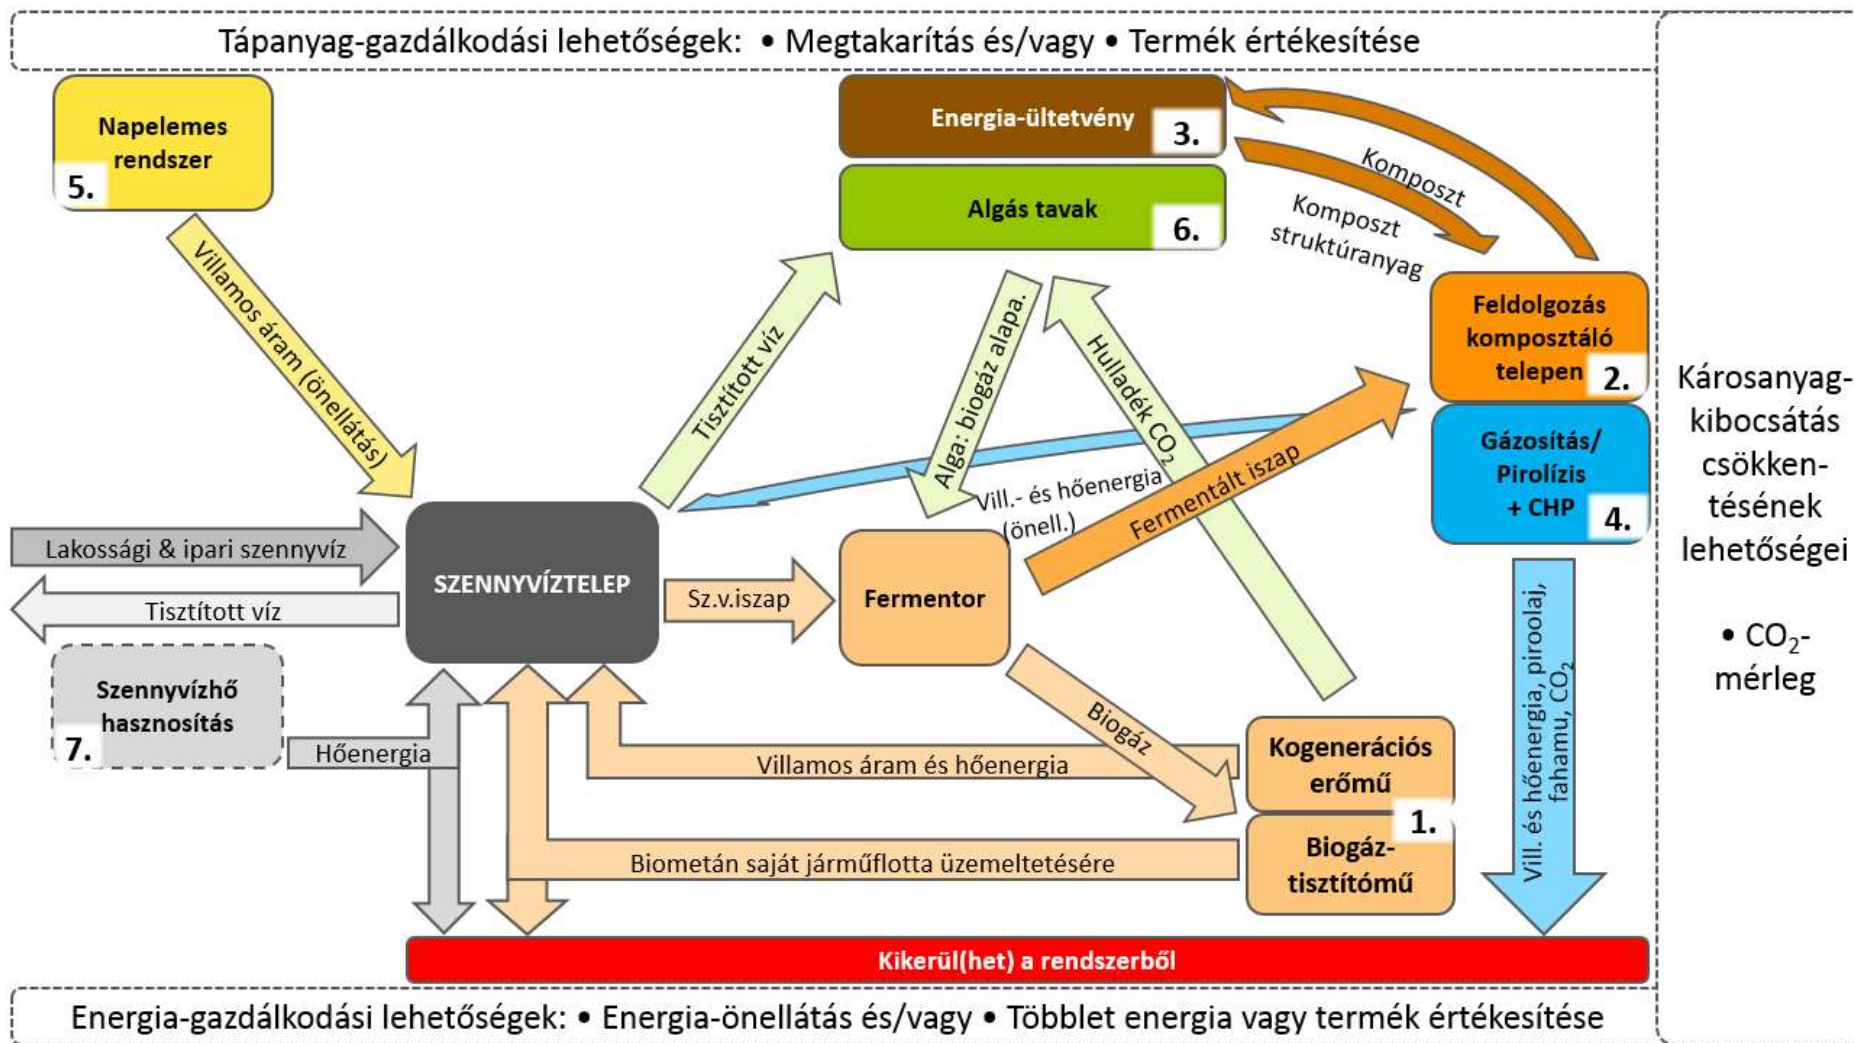 Tápanyag-gazdálkodási lehetőségek: • Megtakarítás és/vagy • Termék értékesítése
Napelemes
rendszer
5.
Energia-ültetvény
3.
Algás tavak
6.
Komposzt
Komposzt
struktúranyag
Villamos áram (önellátás)
Tisztított víz
Alga: biogáz alapa.
Hulladék CO₂
Feldolgozás
komposztáló
telepen
2.
Gázosítás/
Pirolízis
+ CHP
4.
Vill.- és hőenergia
(önell.)
Fermentált iszap
Lakossági & ipari szennyvíz
Tisztított víz
SZENNYVÍZTELEP
Sz.v.iszap
Fermentor
Szennyvízhő
hasznosítás
7.
Hőenergia
Biogáz
Villamos áram és hőenergia
Kogenerációs
erőmű
1.
Biogáz-
tisztítómű
Biometán saját járműflotta üzemeltetésére
Vill. és hőenergia, piroolaj,
fahamu, CO₂
Kikerül(het) a rendszerből
Energia-gazdálkodási lehetőségek: • Energia-önellátás és/vagy • Többlet energia vagy termék értékesítése
Károsanyag-
kibocsátás
csökken-
tésének
lehetőségei
• CO₂-
mérleg